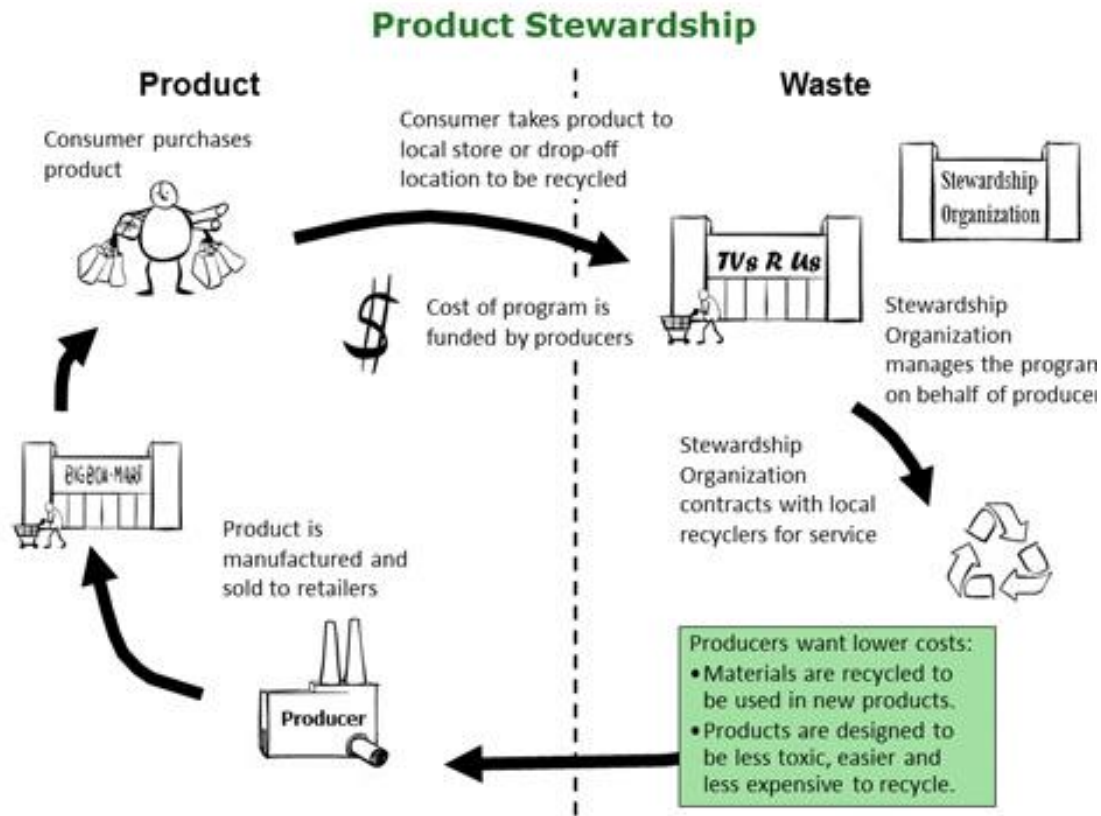 Product Stewardship
Product
Waste
Consumer purchases
product
Consumer takes product to
local store or drop-off
location to be recycled
Stewardship
Organization
TVs R Us
$
Cost of program is
funded by producers
Stewardship
Organization
manages the program
on behalf of producer
BIGBOX-MART
Stewardship
Organization
contracts with local
recyclers for service
Product is
manufactured and
sold to retailers
Producer
Producers want lower costs:
•Materials are recycled to
be used in new products.
•Products are designed to
be less toxic, easier and
less expensive to recycle.